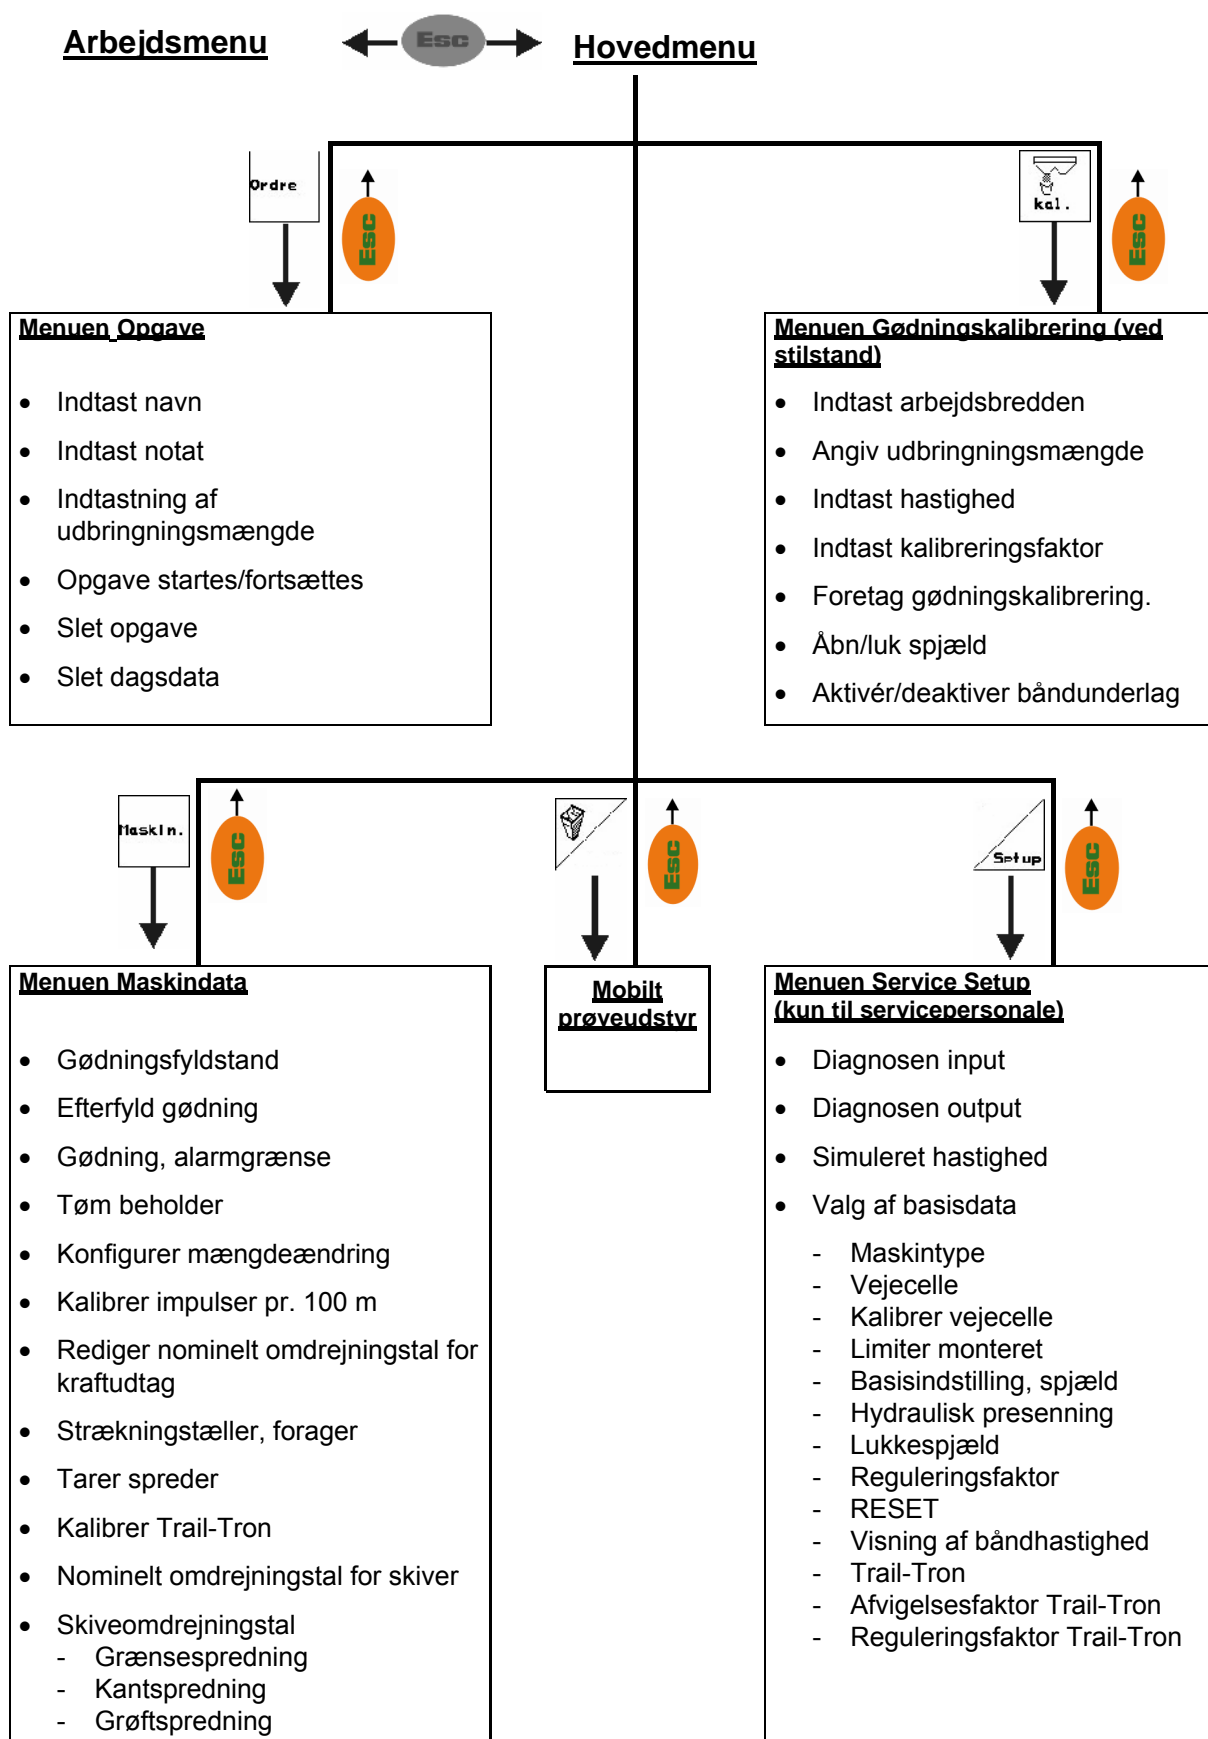 Arbejdsmenu
Esc
Hovedmenu
Ordre
Esc
kal.
Esc
Menuen Opgave
• Indtast navn
• Indtast notat
• Indtastning af
udbringningsmængde
• Opgave startes/fortsættes
• Slet opgave
• Slet dagsdata
Menuen Gødningskalibrering (ved
stilstand)
• Indtast arbejdsbredden
• Angiv udbringningsmængde
• Indtast hastighed
• Indtast kalibreringsfaktor
• Foretag gødningskalibrering.
• Åbn/luk spjæld
• Aktivér/deaktiver båndunderlag
Maskin.
Esc
Esc
Setup
Esc
Menuen Maskindata
• Gødningsfyldstand
• Efterfyld gødning
• Gødning, alarmgrænse
• Tøm beholder
• Konfigurer mængdeændring
• Kalibrer impulser pr. 100 m
• Rediger nominelt omdrejningstal for
kraftudtag
• Strækningstæller, forager
• Tarer spreder
• Kalibrer Trail-Tron
• Nominelt omdrejningstal for skiver
• Skiveomdrejningstal
- Grænsespredning
- Kantspredning
- Grøftspredning
Mobilt
prøveudstyr
Menuen Service Setup
(kun til servicepersonale)
• Diagnosen input
• Diagnosen output
• Simuleret hastighed
• Valg af basisdata
- Maskintype
- Vejecelle
- Kalibrer vejecelle
- Limiter monteret
- Basisindstilling, spjæld
- Hydraulisk presenning
- Lukkespjæld
- Reguleringsfaktor
- RESET
- Visning af båndhastighed
- Trail-Tron
- Afvigelsesfaktor Trail-Tron
- Reguleringsfaktor Trail-Tron